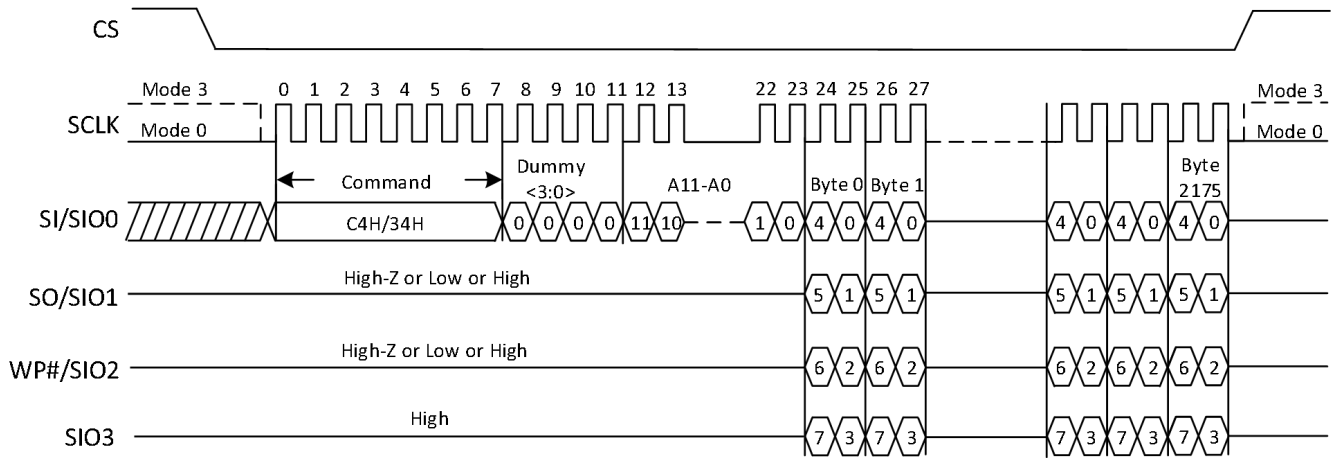 CS
Mode 3 0 1 2 3 4 5 6 7 8 9 10 11 12 13 22 23 24 25 26 27 Mode 3
SCLK
Mode 0 Mode 0
Command Dummy <3:0> A11-A0 Byte 0 Byte 1 Byte 2175
SI/SIO0 C4H/34H 0 0 0 0 11 10 1 0 4 0 4 0 4 0 4 0 4 0
High-Z or Low or High
SO/SIO1 5 1 5 1 5 1 5 1 5 1
High-Z or Low or High
WP#/SIO2 6 2 6 2 6 2 6 2 6 2
High
SIO3 7 3 7 3 7 3 7 3 7 3